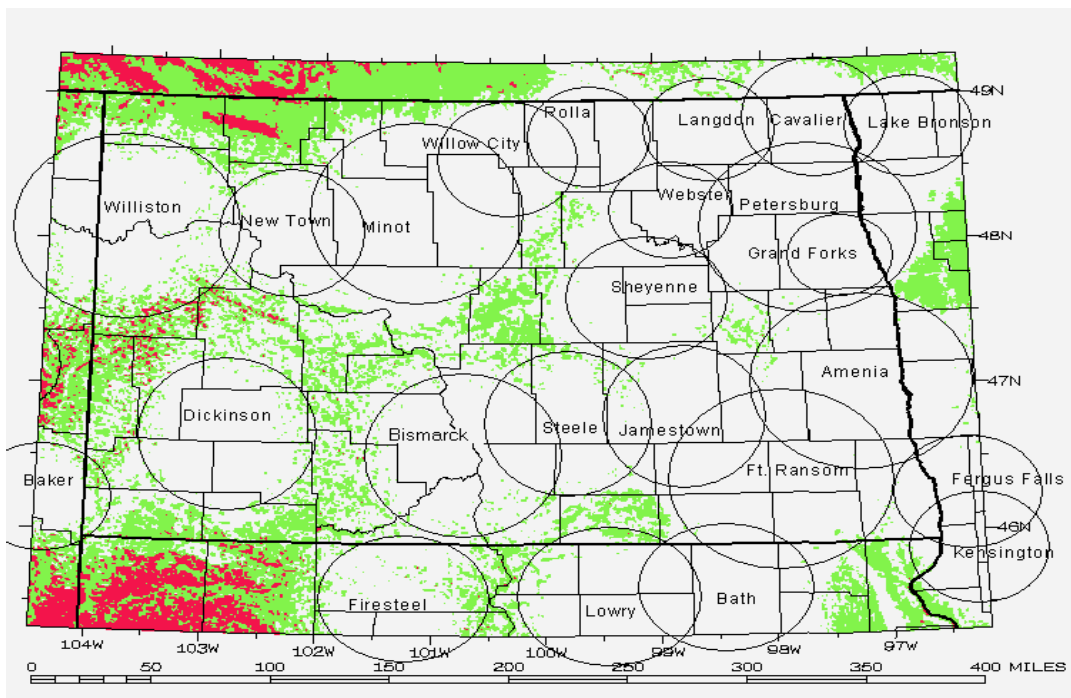 49N
Rolla
Langdon
Cavalier
Lake Bronson
Willow City
Webster
Williston
New Town
Minot
Petersburg
48N
Grand Forks
Sheyenne
47N
Amenia
Dickinson
Bismarck
Steele
Jamestown
Baker
Ft. Ransom
Fergus Falls
46N
Kensington
Firesteel
Lowry
Bath
104W 103W 102W 101W 100W 99W 98W 97W
0 50 100 150 200 250 300 350 400 MILES